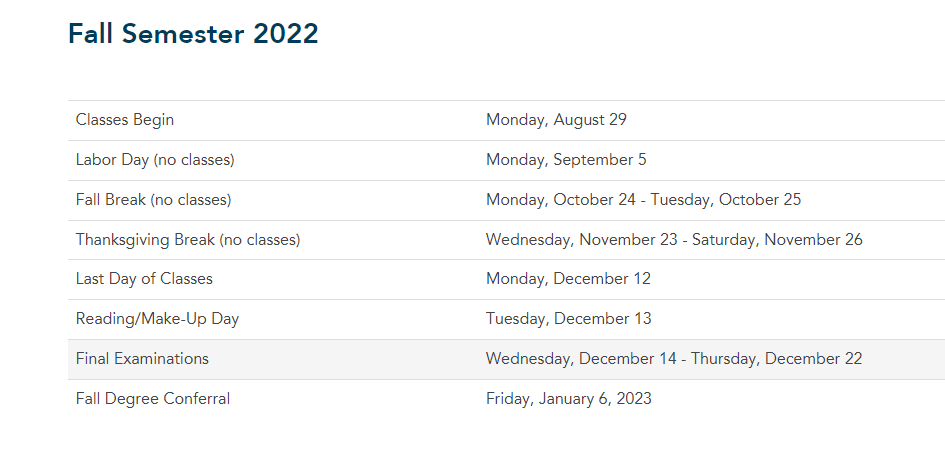 Fall Semester 2022
Classes Begin Monday, August 29
Labor Day (no classes) Monday, September 5
Fall Break (no classes) Monday, October 24 - Tuesday, October 25
Thanksgiving Break (no classes) Wednesday, November 23 - Saturday, November 26
Last Day of Classes Monday, December 12
Reading/Make-Up Day Tuesday, December 13
Final Examinations Wednesday, December 14 - Thursday, December 22
Fall Degree Conferral Friday, January 6, 2023